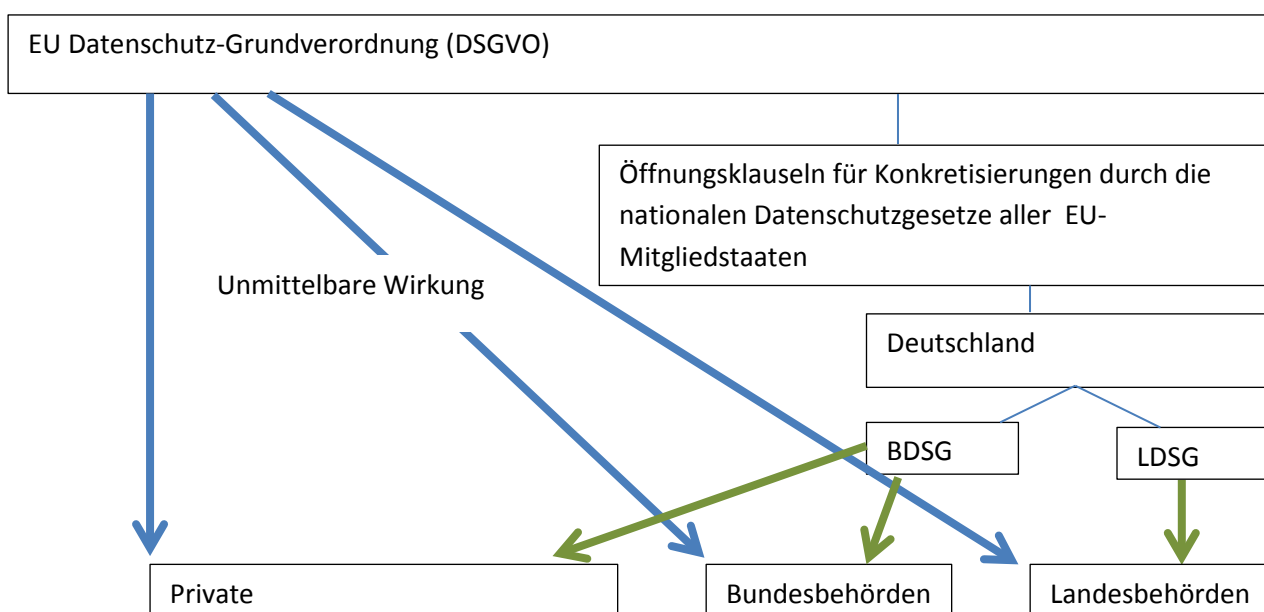 EU Datenschutz-Grundverordnung (DSGVO)
Öffnungsklauseln für Konkretisierungen durch die
nationalen Datenschutzgesetze aller EU-
Mitgliedstaaten
Unmittelbare Wirkung
Deutschland
BDSG
LDSG
Private
Bundesbehörden
Landesbehörden